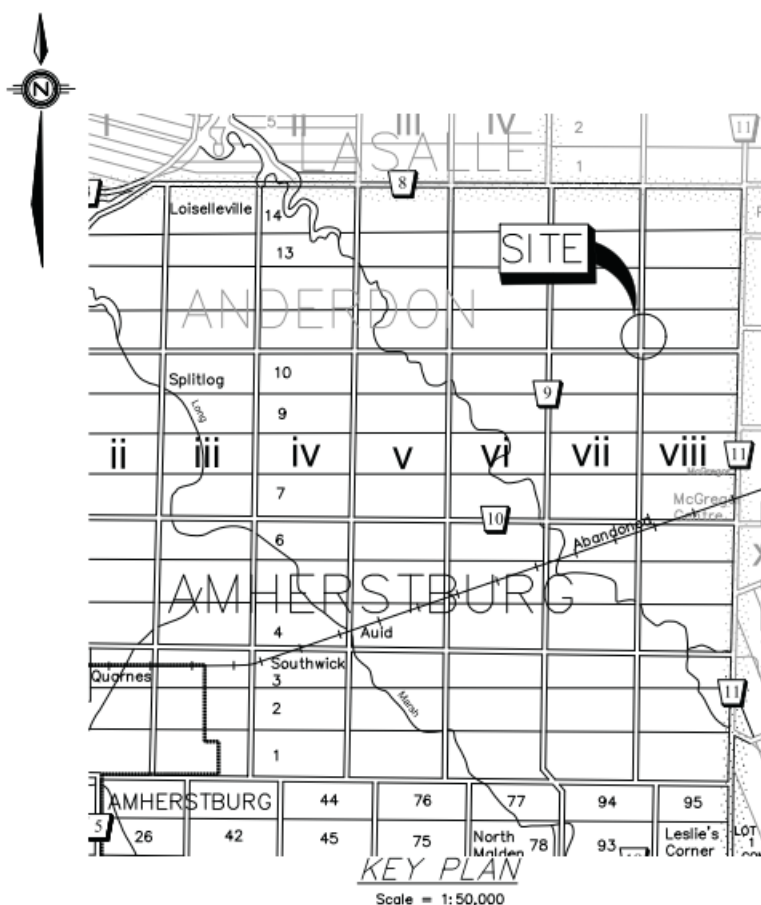 N
I
5
II
III
IV
2
11
LASALLE
1
8
Loiselleville
14
SITE
13
ANDERDON
Splitlog
10
9
Long
9
ii
iii
iv
v
vi
vii
viii
11
McGregor
7
McGreg
Centre
10
6
Abandoned
X
AMHERSTBURG
4
Auld
Southwick
Quarnes
3
11
2
Marsh
1
AMHERSTBURG
44
76
77
94
95
5
26
42
45
75
North
Malden
78
93
Leslie's
Corner
LOT
1
CON
KEY PLAN
Scale = 1:50,000